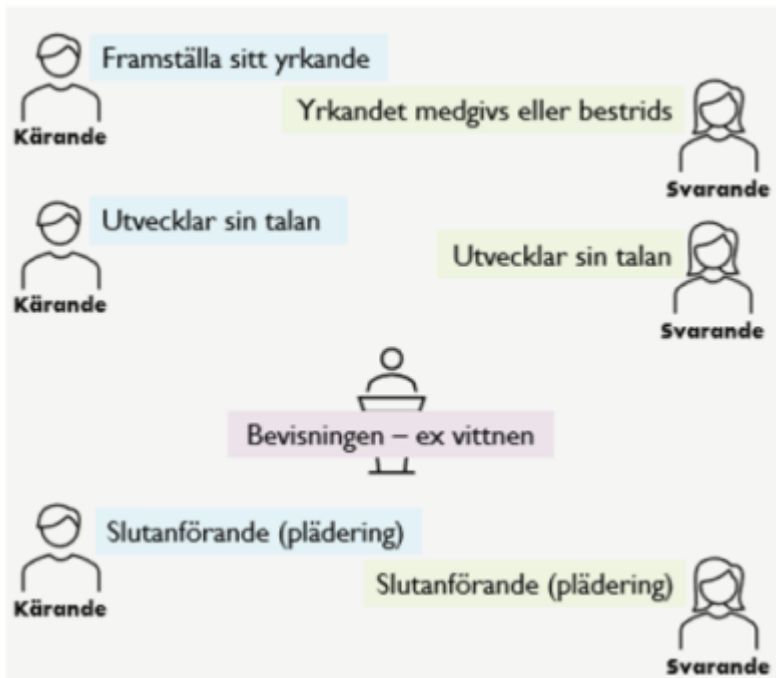 Framställa sitt yrkande
Kärande
Yrkandet medgivs eller bestrids
Svarande
Utvecklar sin talan
Kärande
Utvecklar sin talan
Svarande
Bevisningen – ex vittnen
Slutanförande (plädering)
Kärande
Slutanförande (plädering)
Svarande